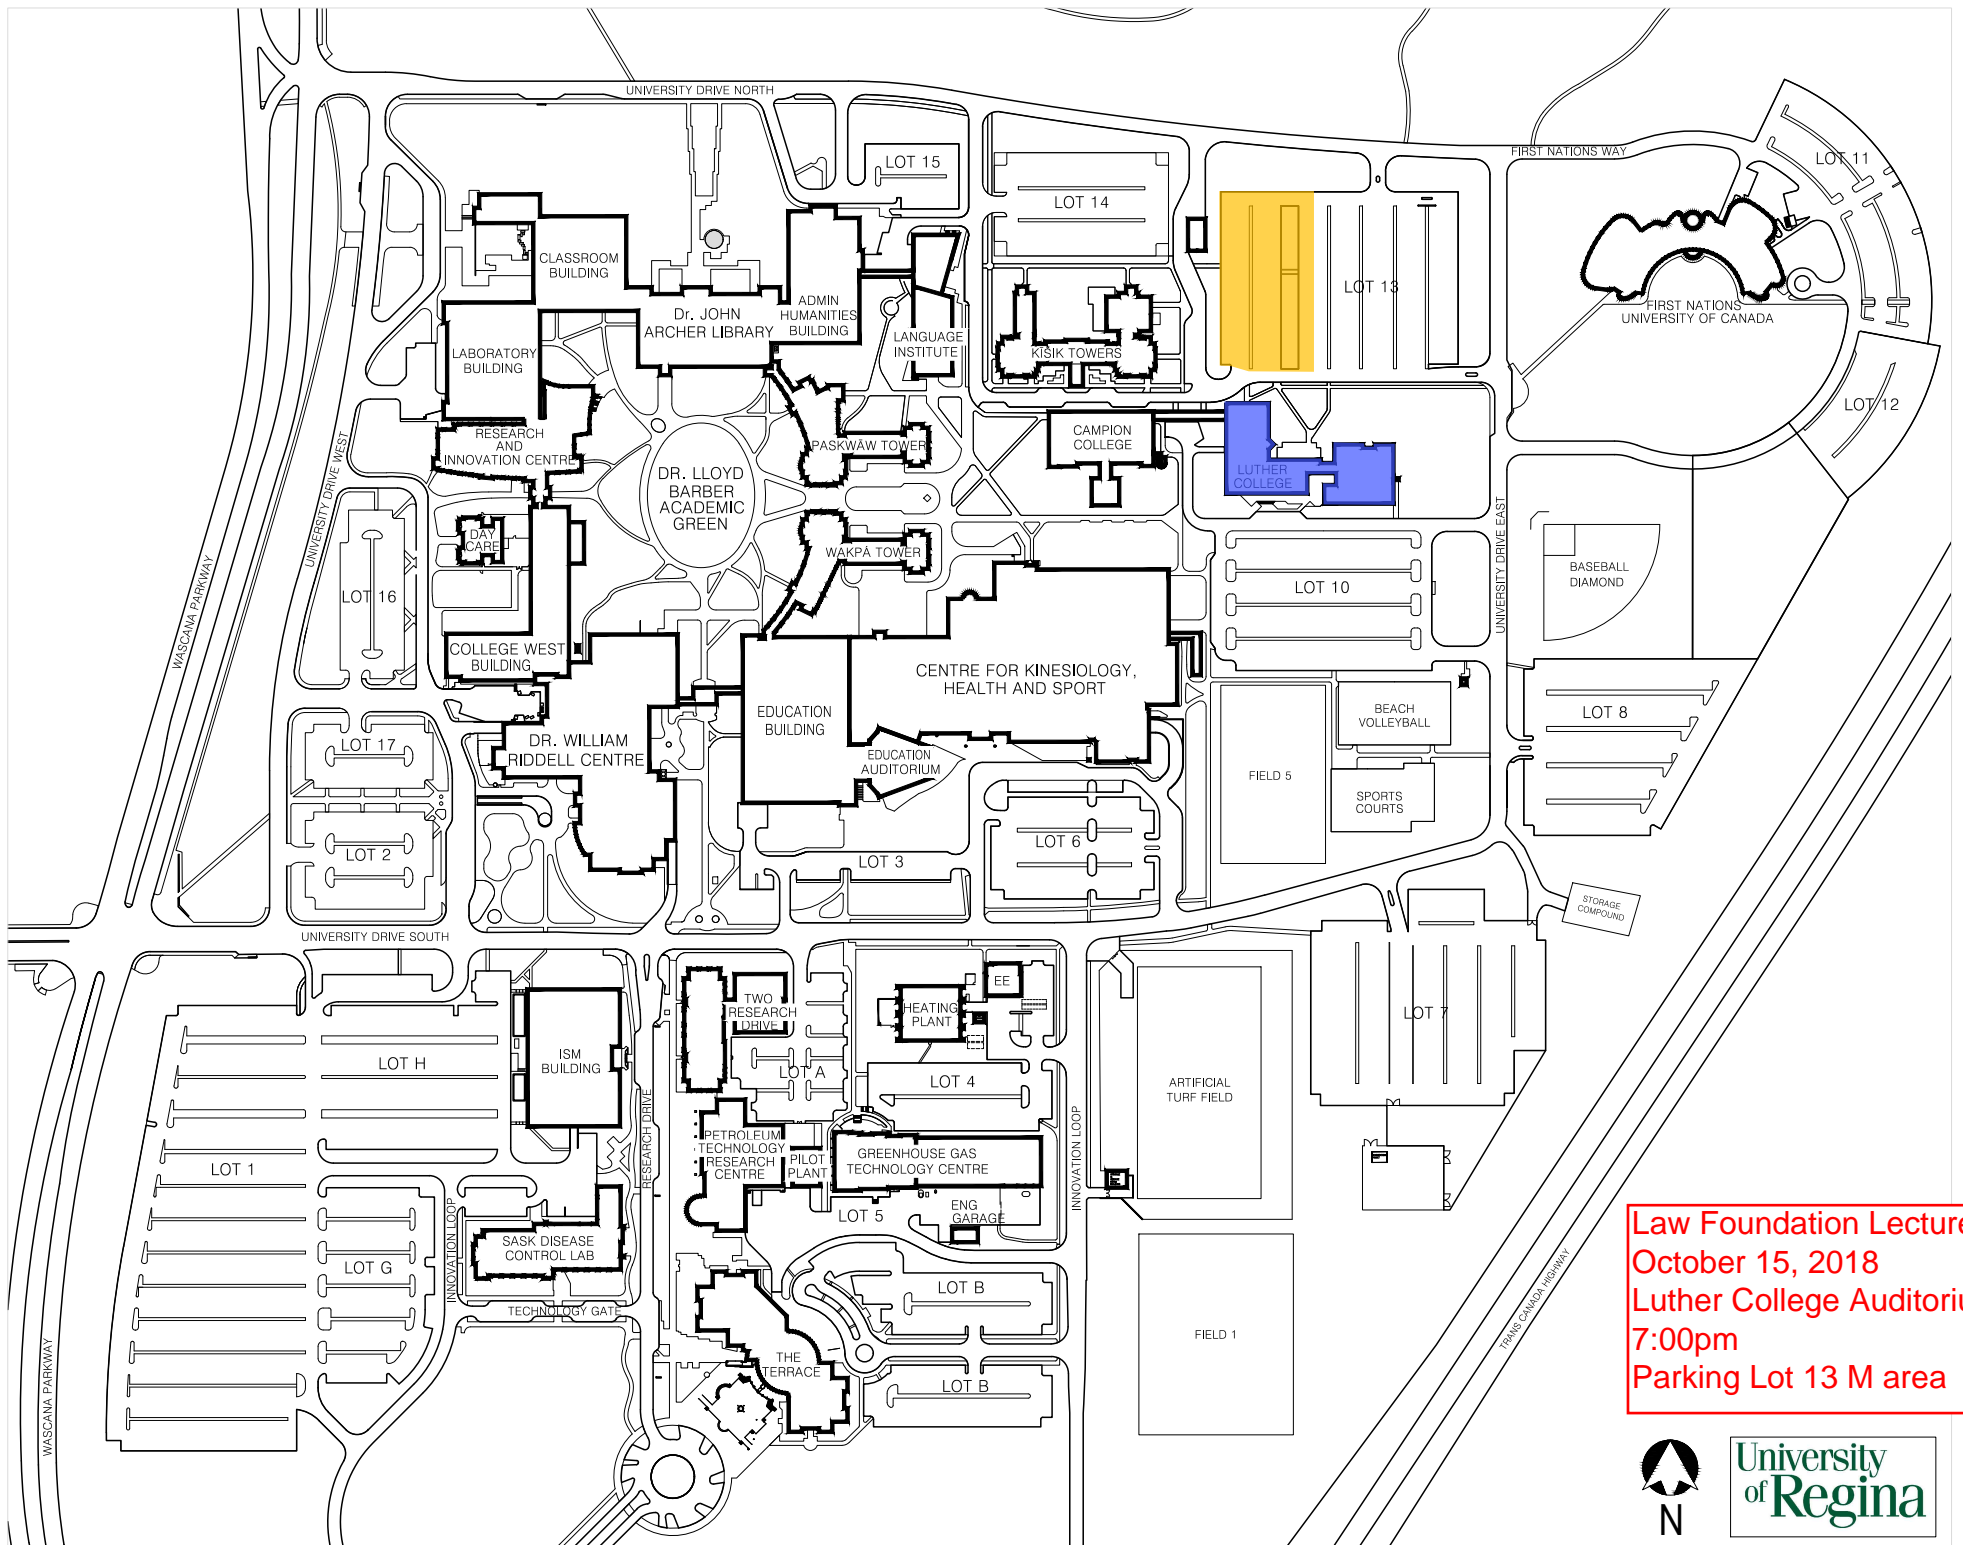 UNIVERSITY DRIVE NORTH
FIRST NATIONS WAY
LOT 11
LOT 15
LOT 14
CLASSROOM
BUILDING
Dr. JOHN
ARCHER LIBRARY
ADMIN
HUMANITIES
BUILDING
LANGUAGE
INSTITUTE
KĪSIK TOWERS
LOT 13
FIRST NATIONS
UNIVERSITY OF CANADA
LABORATORY
BUILDING
LOT 12
RESEARCH
AND
INNOVATION CENTRE
PASKWĀW TOWER
CAMPION
COLLEGE
LUTHER
COLLEGE
DR. LLOYD
BARBER
ACADEMIC
GREEN
UNIVERSITY DRIVE WEST
UNIVERSITY DRIVE EAST
DAY
CARE
WAKPĀ TOWER
BASEBALL
DIAMOND
LOT 10
LOT 16
WASCANA PARKWAY
COLLEGE WEST
BUILDING
CENTRE FOR KINESIOLOGY,
HEALTH AND SPORT
EDUCATION
BUILDING
BEACH
VOLLEYBALL
LOT 8
LOT 17
DR. WILLIAM
RIDDELL CENTRE
EDUCATION
AUDITORIUM
FIELD 5
SPORTS
COURTS
LOT 2
LOT 3
LOT 6
STORAGE
COMPOUND
UNIVERSITY DRIVE SOUTH
TWO
RESEARCH
DRIVE
EE
HEATING
PLANT
LOT 7
LOT H
ISM
BUILDING
LOT A
LOT 4
ARTIFICIAL
TURF FIELD
RESEARCH DRIVE
INNOVATION LOOP
PETROLEUM
TECHNOLOGY
RESEARCH
CENTRE
PILOT
PLANT
GREENHOUSE GAS
TECHNOLOGY CENTRE
LOT 1
LOT 5
ENG
GARAGE
INNOVATION LOOP
SASK DISEASE
CONTROL LAB
LOT G
LOT B
TECHNOLOGY GATE
TRANS CANADA HIGHWAY
FIELD 1
THE
TERRACE
LOT B
WASCANA PARKWAY
Law Foundation Lecture
October 15, 2018
Luther College Auditoriu
7:00pm
Parking Lot 13 M area
N
University
of Regina